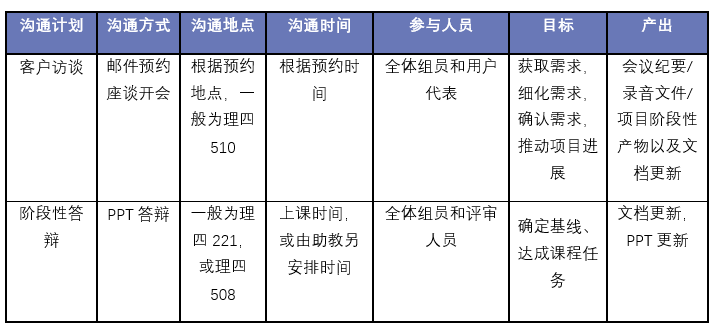 沟通计划
沟通方式
沟通地点
沟通时间
参与人员
目标
产出
客户访谈
邮件预约
座谈开会
根据预约
地点，一
般为理四
510
根据预约时
间
全体组员和用户
代表
获取需求，
细化需求，
确认需求，
推动项目进
展
会议纪要/
录音文件/
项目阶段性
产物以及文
档更新
阶段性答
辩
PPT 答辩
一般为理
四 221，
或理四
508
上课时间，
或由助教另
安排时间
全体组员和评审
人员
确定基线、
达成课程任
务
文档更新，
PPT 更新